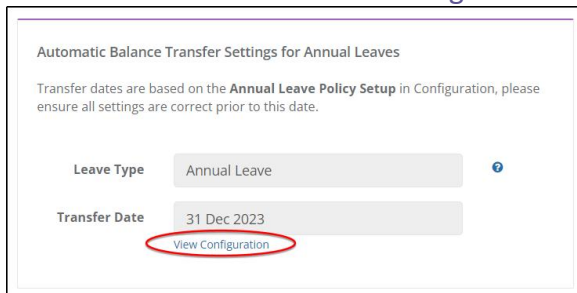 Automatic Balance Transfer Settings for Annual Leaves
Transfer dates are based on the Annual Leave Policy Setup in Configuration, please
ensure all settings are correct prior to this date.
Leave Type
Annual Leave
?
Transfer Date
31 Dec 2023
View Configuration